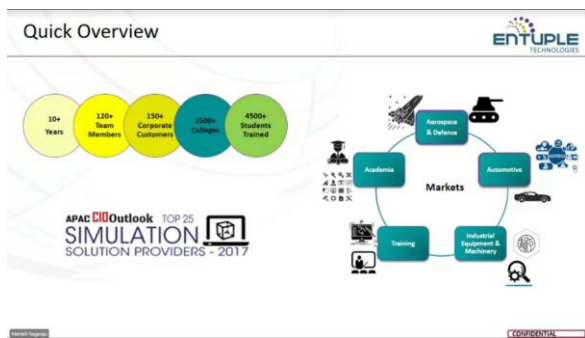 Quick Overview
ENTUPLE
TECHNOLOGIES
10+
Years
120+
Team
Members
150+
Corporate
Customers
1500+
Colleges
4500+
Students
Trained
APAC CIOOutlook TOP 25
SIMULATION
SOLUTION PROVIDERS - 2017
Aerospace
& Defence
Academia
Automotive
Markets
Training
Industrial
Equipment &
Machinery
CONFIDENTIAL